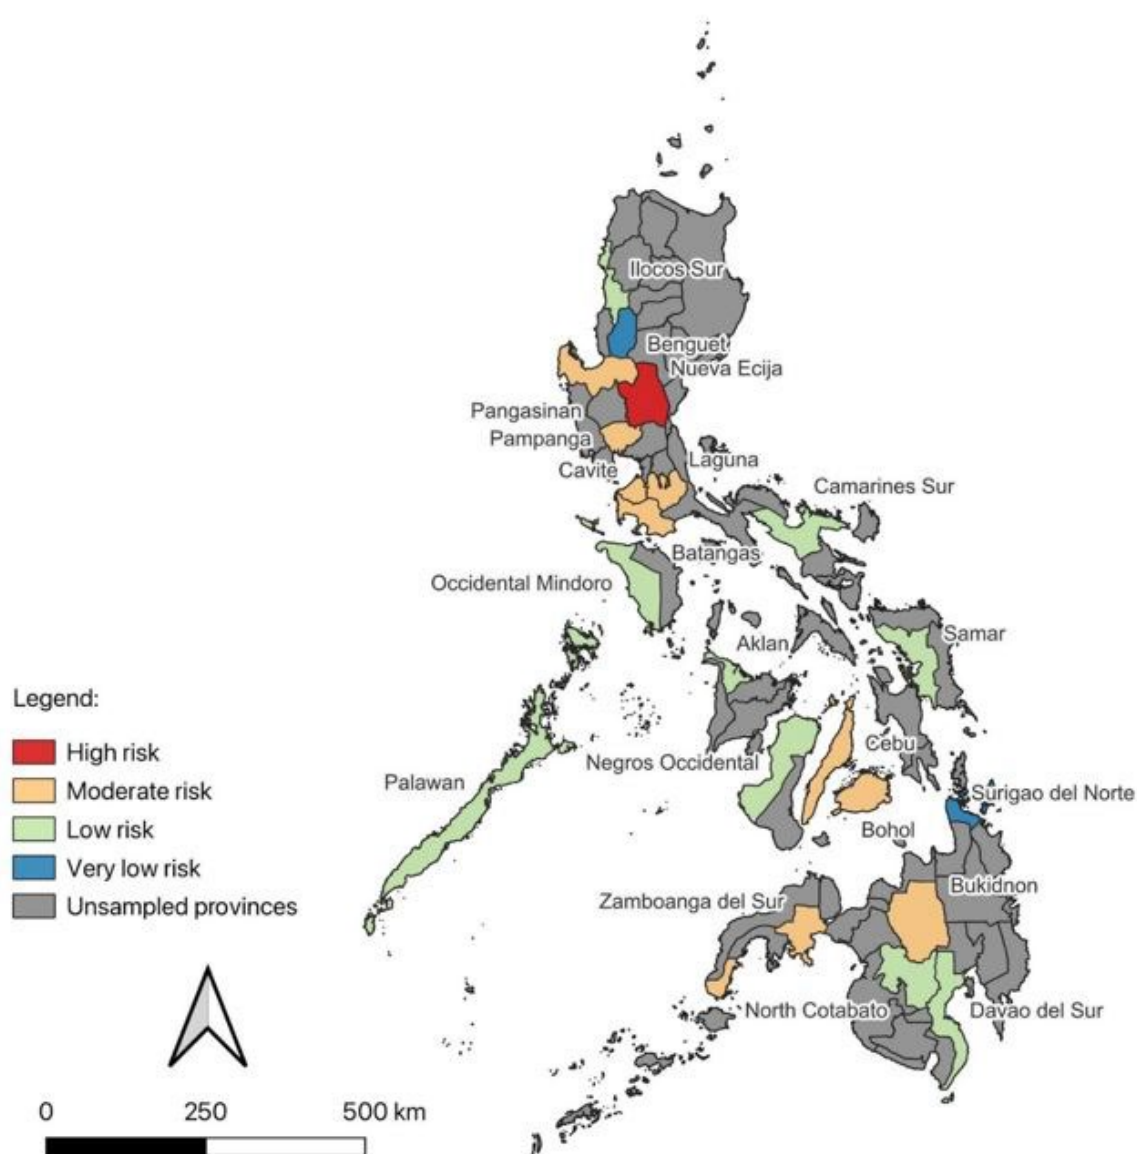 Ilocos Sur
Benguet
Nueva Ecija
Pangasinan
Pampanga
Cavite
Laguna
Camarines Sur
Batangas
Occidental Mindoro
Aklan
Samar
Legend:
High risk
Moderate risk
Low risk
Very low risk
Unsampled provinces
Palawan
Negros Occidental
Cebu
Surigao del Norte
Bohol
Bukidnon
Zamboanga del Sur
North Cotabato
Davao del Sur
0 250 500 km